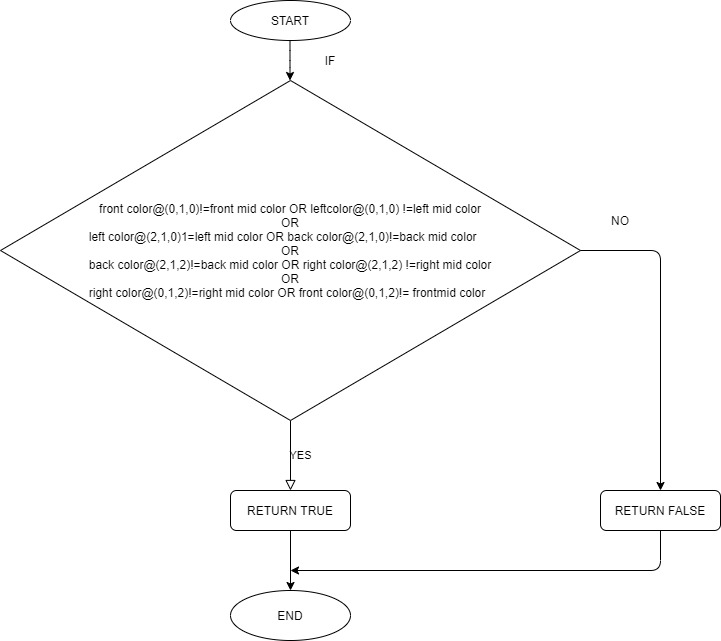 START
IF
front color@(0,1,0)!=front mid color OR leftcolor@(0,1,0) !=left mid color
OR
left color@(2,1,0)1=left mid color OR back color@(2,1,0)!=back mid color
OR
back color@(2,1,2)!=back mid color OR right color@(2,1,2) !=right mid color
OR
right color@(0,1,2)!=right mid color OR front color@(0,1,2)!= frontmid color
NO
YES
RETURN TRUE
RETURN FALSE
END